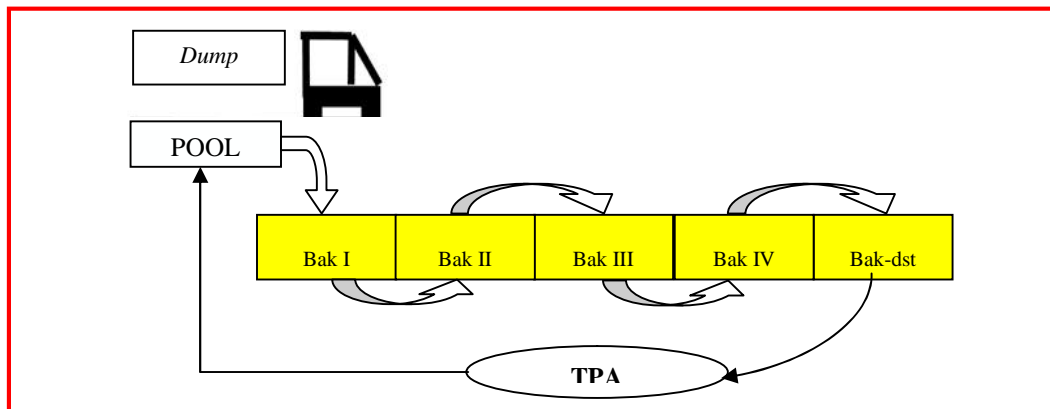 Dump
POOL
Bak I
Bak II
Bak III
Bak IV
Bak-dst
TPA